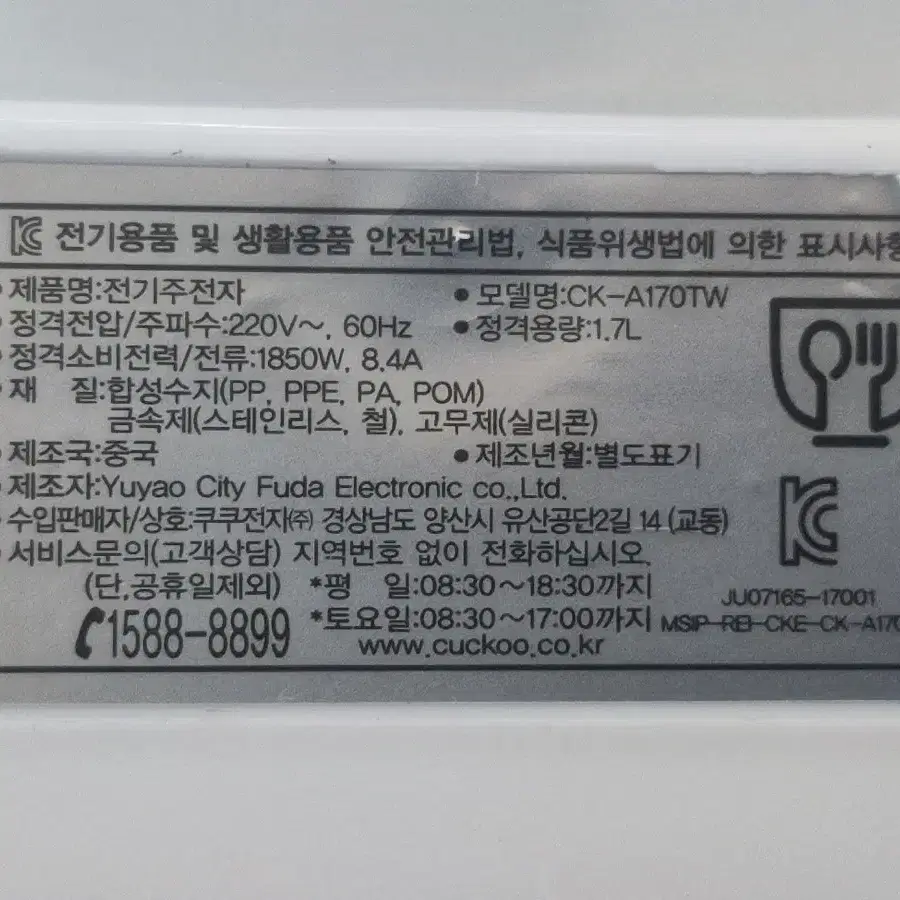 KC 전기용품 및 생활용품 안전관리법, 식품위생법에 의한 표시사항
• 제품명:전기주전자 • 모델명:CK-A170TW
• 정격전압/주파수:220V~, 60Hz • 정격용량:1.7L
• 정격소비전력/전류:1850W, 8.4A
• 재 질:합성수지(PP, PPE, PA, POM)
금속제(스테인리스, 철), 고무제(실리콘)
• 제조국:중국 • 제조년월:별도표기
• 제조자:Yuyao City Fuda Electronic co.,Ltd.
• 수입판매자/상호:쿠쿠전자㈜ 경상남도 양산시 유산공단2길 14 (교동)
• 서비스문의(고객상담) 지역번호 없이 전화하십시오.
(단,공휴일제외) *평 일:08:30~18:30까지
1588-8899 *토요일:08:30~17:00까지
www.cuckoo.co.kr
KC
JU07165-17001
MSIP-REI-CKE-CK-A170